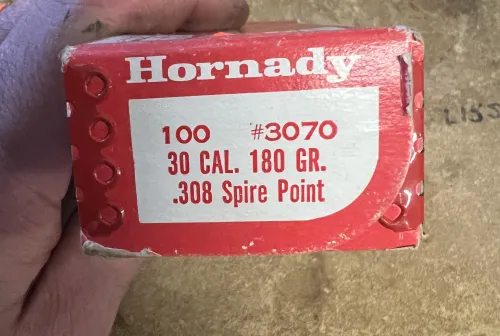 Hornady
100 #3070
30 CAL. 180 GR.
.308 Spire Point